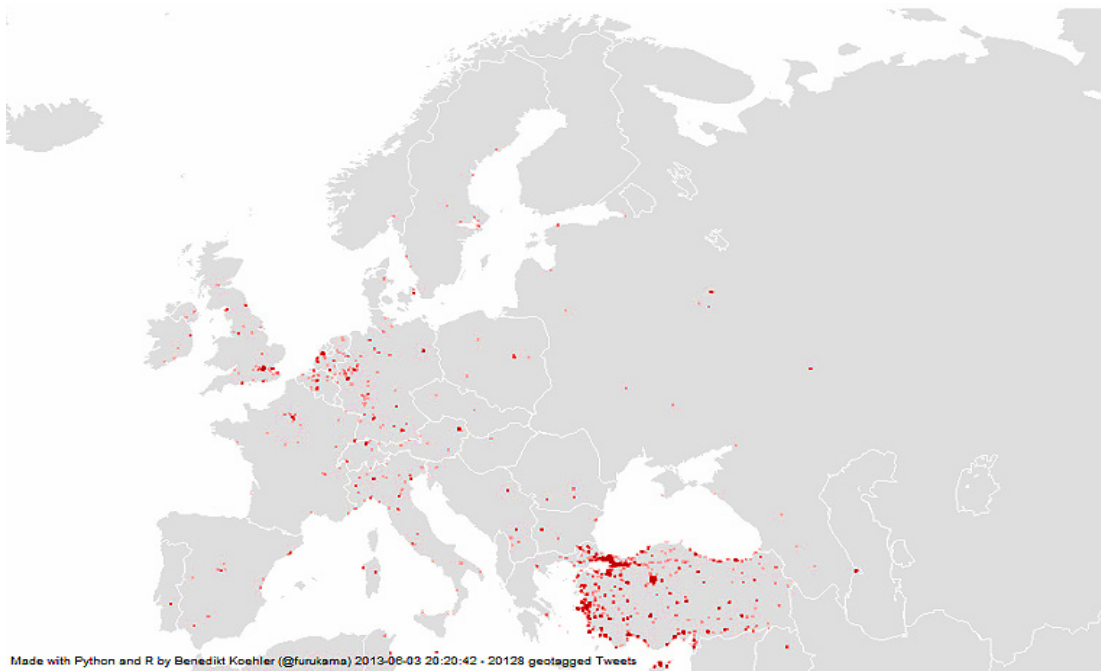 Made with Python and R by Benedikt Koehler (@furukama) 2013-06-03 20:20:42 - 20128 geotagged Tweets